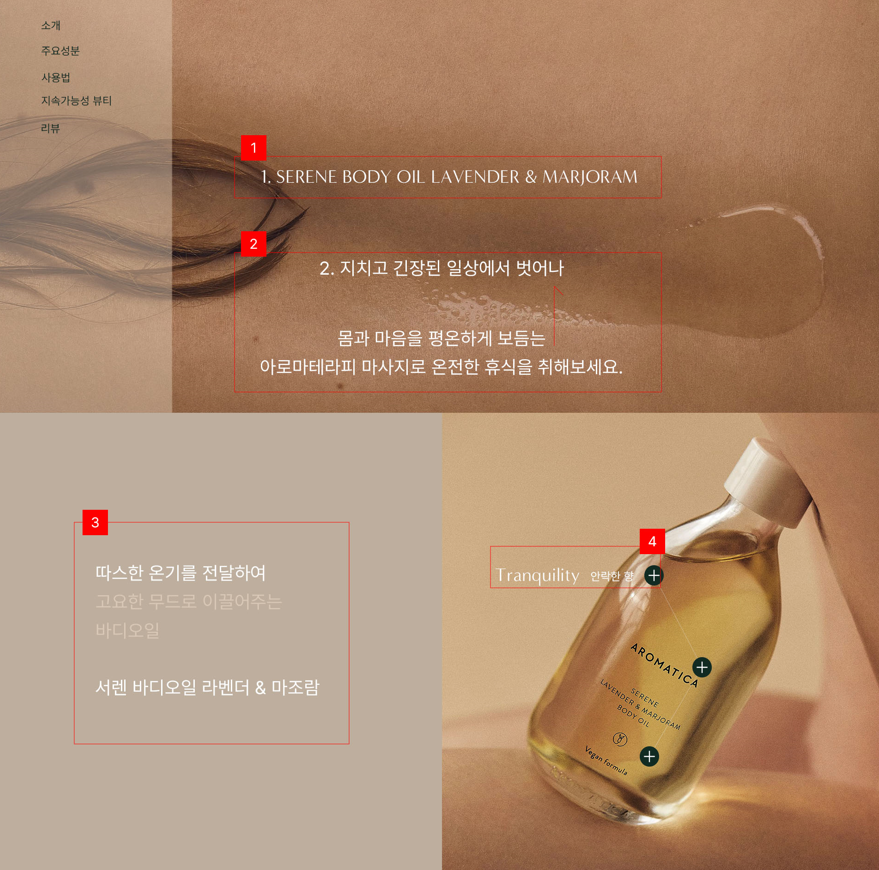 소개
주요성분
사용법
지속가능성 뷰티
리뷰
1
1. SERENE BODY OIL LAVENDER & MARJORAM
2
2. 지치고 긴장된 일상에서 벗어나
몸과 마음을 평온하게 보듬는
아로마테라피 마사지로 온전한 휴식을 취해보세요.
3
따스한 온기를 전달하여
고요한 무드로 이끌어주는
바디오일
서렌 바디오일 라벤더 & 마조람
4
Tranquility 안락한 향
AROMATICA
SERENE
LAVENDER & MARJORAM
BODY OIL
Vegan formula